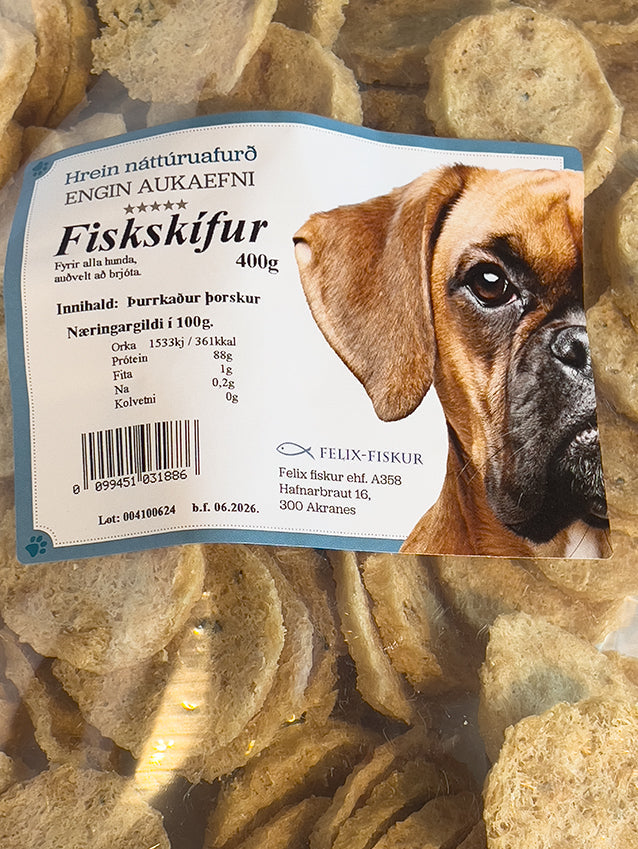 Hrein náttúruafurð
ENGIN AUKAEFNI
Fiskskífur
Fyrir alla hunda,
auðvelt að brjóta.
400g
Innihald: Þurrkaður þorskur
Næringargildi í 100g.
Orka 1533kj / 361kkal
Prótein 88g
Fita 1g
Na 0,2g
Kolvetni 0g
0 099451 031886
FELIX-FISKUR
Felix fiskur ehf. A358
Hafnarbraut 16,
300 Akranes
Lot: 004100624 b.f. 06.2026.